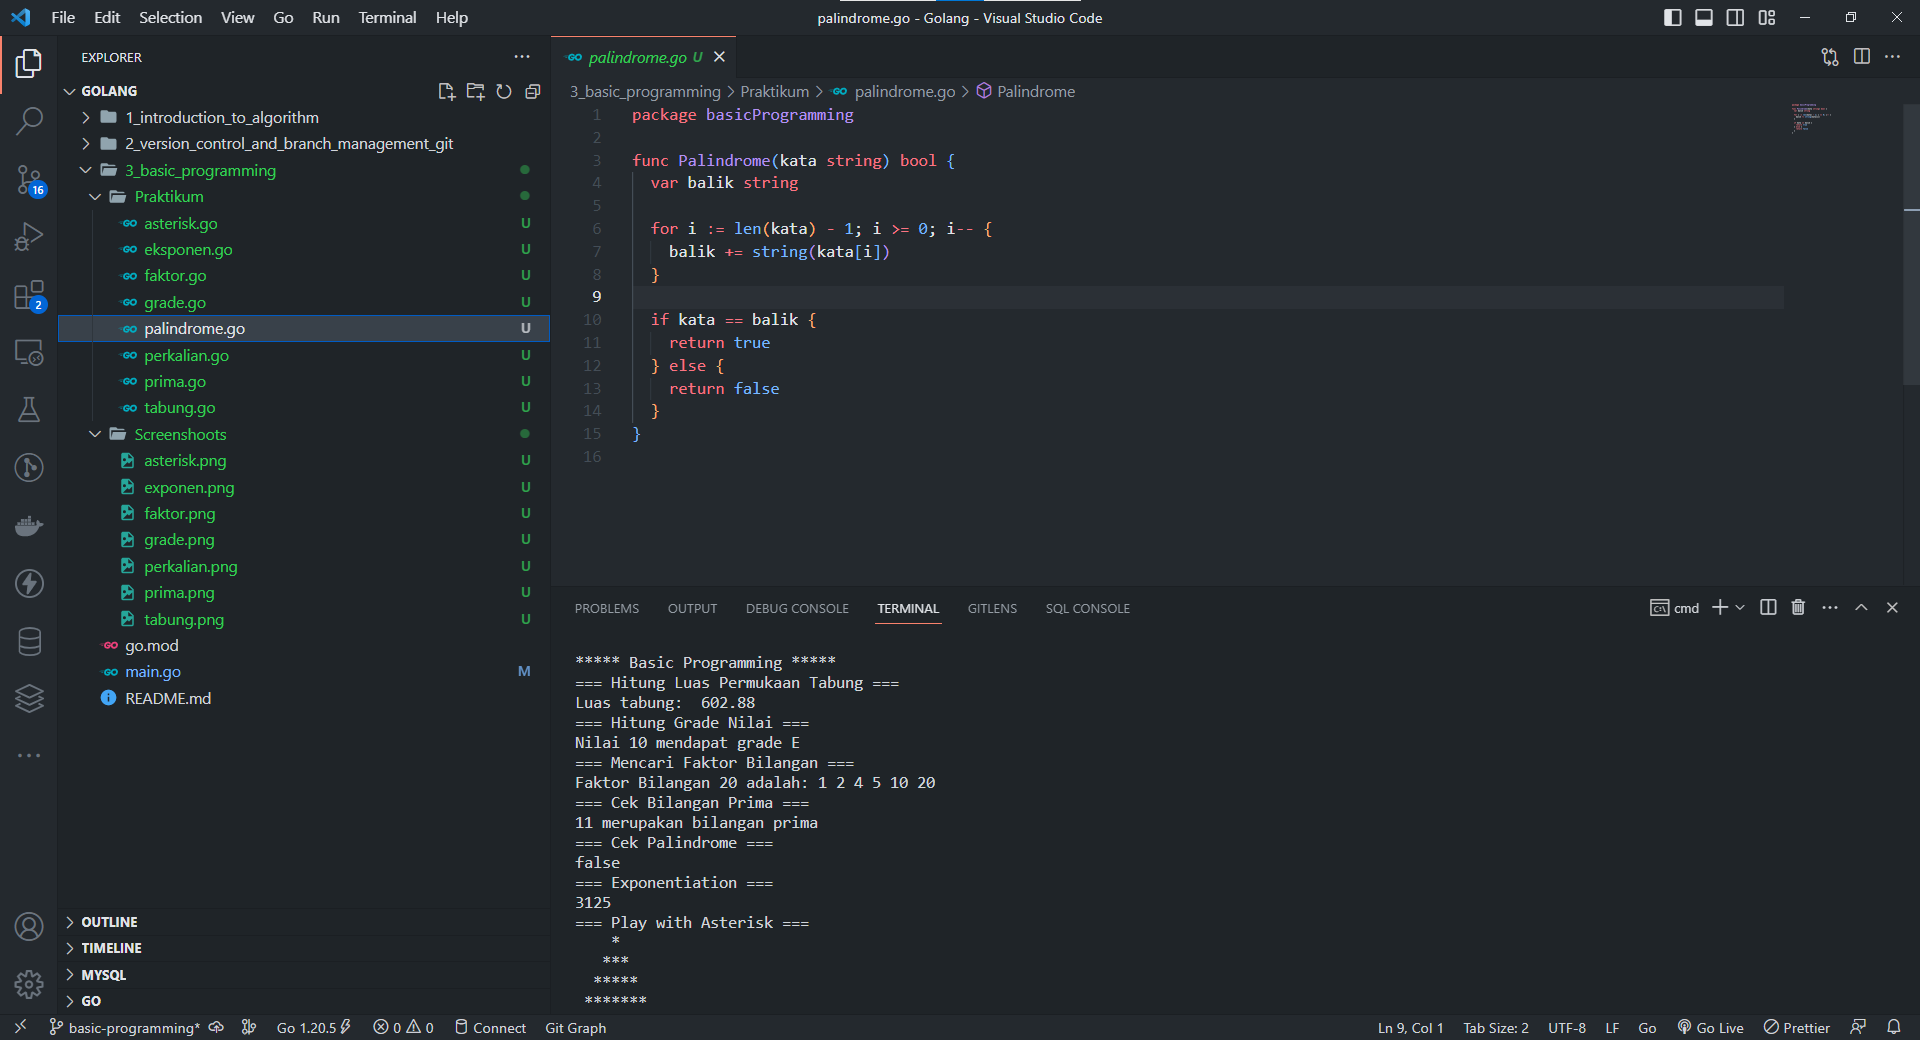 File Edit Selection View Go Run Terminal Help
palindrome.go - Golang - Visual Studio Code
EXPLORER
GOLANG
1_introduction_to_algorithm
2_version_control_and_branch_management_git
3_basic_programming
Praktikum
asterisk.go U
eksponen.go U
faktor.go U
grade.go U
palindrome.go U
perkalian.go U
prima.go U
tabung.go U
Screenshoots
asterisk.png U
exponen.png U
faktor.png U
grade.png U
perkalian.png U
prima.png U
tabung.png U
go.mod
main.go M
README.md
OUTLINE
TIMELINE
MYSQL
GO
16
2
palindrome.go U
3_basic_programming > Praktikum > palindrome.go > Palindrome
1 package basicProgramming
2
3 func Palindrome(kata string) bool {
4 var balik string
5
6 for i := len(kata) - 1; i >= 0; i-- {
7 balik += string(kata[i])
8 }
9
10 if kata == balik {
11 return true
12 } else {
13 return false
14 }
15 }
16
PROBLEMS OUTPUT DEBUG CONSOLE TERMINAL GITLENS SQL CONSOLE
cmd
***** Basic Programming *****
=== Hitung Luas Permukaan Tabung ===
Luas tabung:  602.88
=== Hitung Grade Nilai ===
Nilai 10 mendapat grade E
=== Mencari Faktor Bilangan ===
Faktor Bilangan 20 adalah: 1 2 4 5 10 20
=== Cek Bilangan Prima ===
11 merupakan bilangan prima
=== Cek Palindrome ===
false
=== Exponentiation ===
3125
=== Play with Asterisk ===
    *
   ***
  *****
 *******
basic-programming* Go 1.20.5 0 0 Connect Git Graph
Ln 9, Col 1 Tab Size: 2 UTF-8 LF Go Go Live Prettier